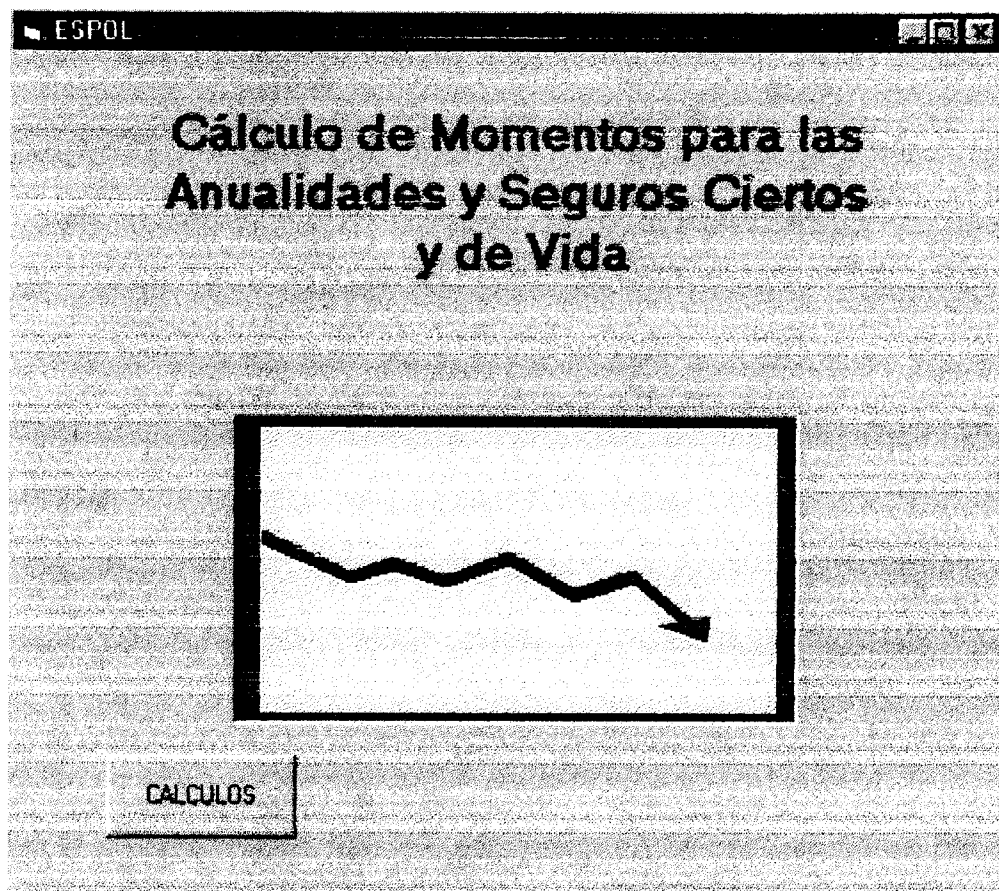 ESPOL
Cálculo de Momentos para las
Anualidades y Seguros Ciertos
y de Vida
CALCULOS